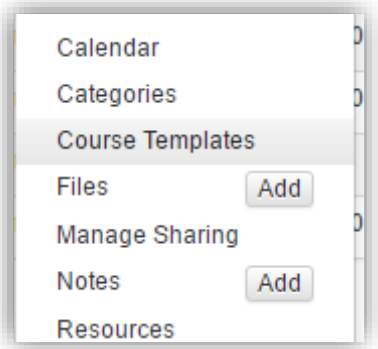 Calendar
Categories
Course Templates
Files Add
Manage Sharing
Notes Add
Resources